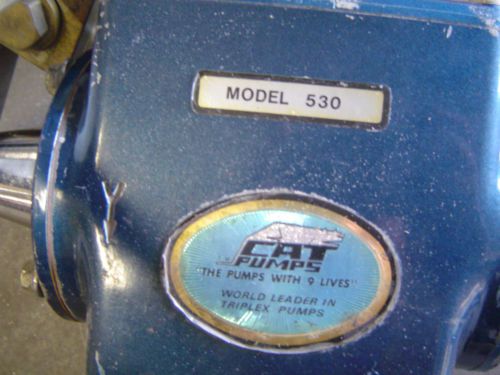 MODEL 530
CAT
PUMPS
"THE PUMPS WITH 9 LIVES"
WORLD LEADER IN
TRIPLEX PUMPS